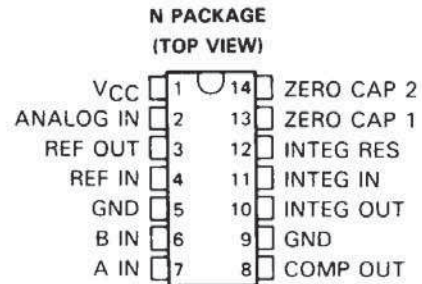 N PACKAGE
(TOP VIEW)
VCC 1 14 ZERO CAP 2
ANALOG IN 2 13 ZERO CAP 1
REF OUT 3 12 INTEG RES
REF IN 4 11 INTEG IN
GND 5 10 INTEG OUT
B IN 6 9 GND
A IN 7 8 COMP OUT